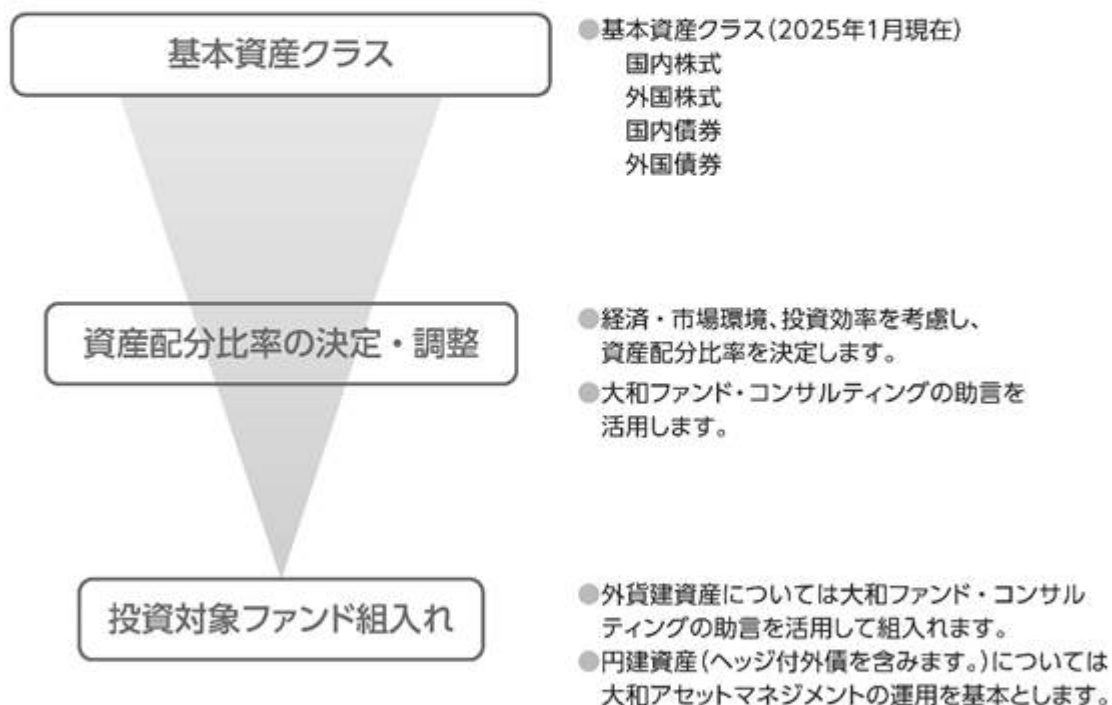 基本資産クラス
●基本資産クラス(2025年1月現在)
国内株式
外国株式
国内債券
外国債券
資産配分比率の決定・調整
●経済・市場環境、投資効率を考慮し、
資産配分比率を決定します。
●大和ファンド・コンサルティングの助言を
活用します。
投資対象ファンド組入れ
●外貨建資産については大和ファンド・コンサル
ティングの助言を活用して組入れます。
●円建資産(ヘッジ付外債を含みます。)については
大和アセットマネジメントの運用を基本とします。